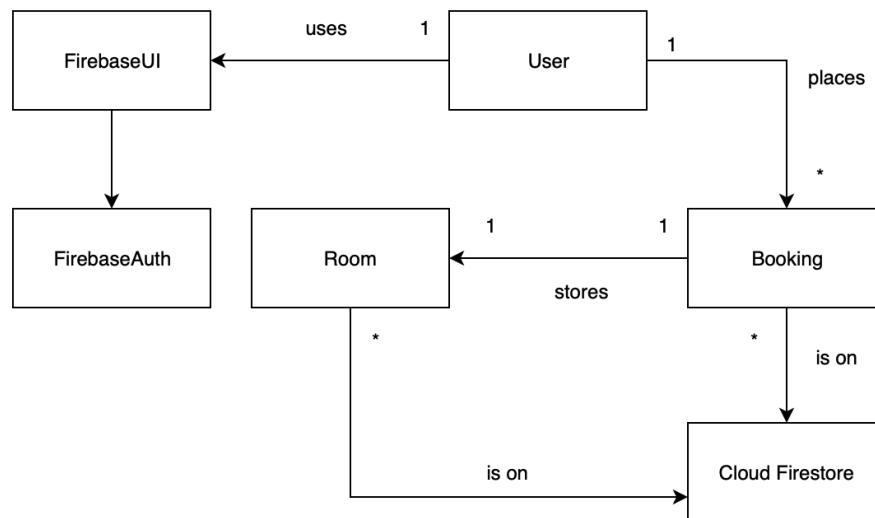 uses
1
FirebaseUI
User
1
places
*
FirebaseAuth
Room
1
1
Booking
stores
*
*
is on
is on
Cloud Firestore